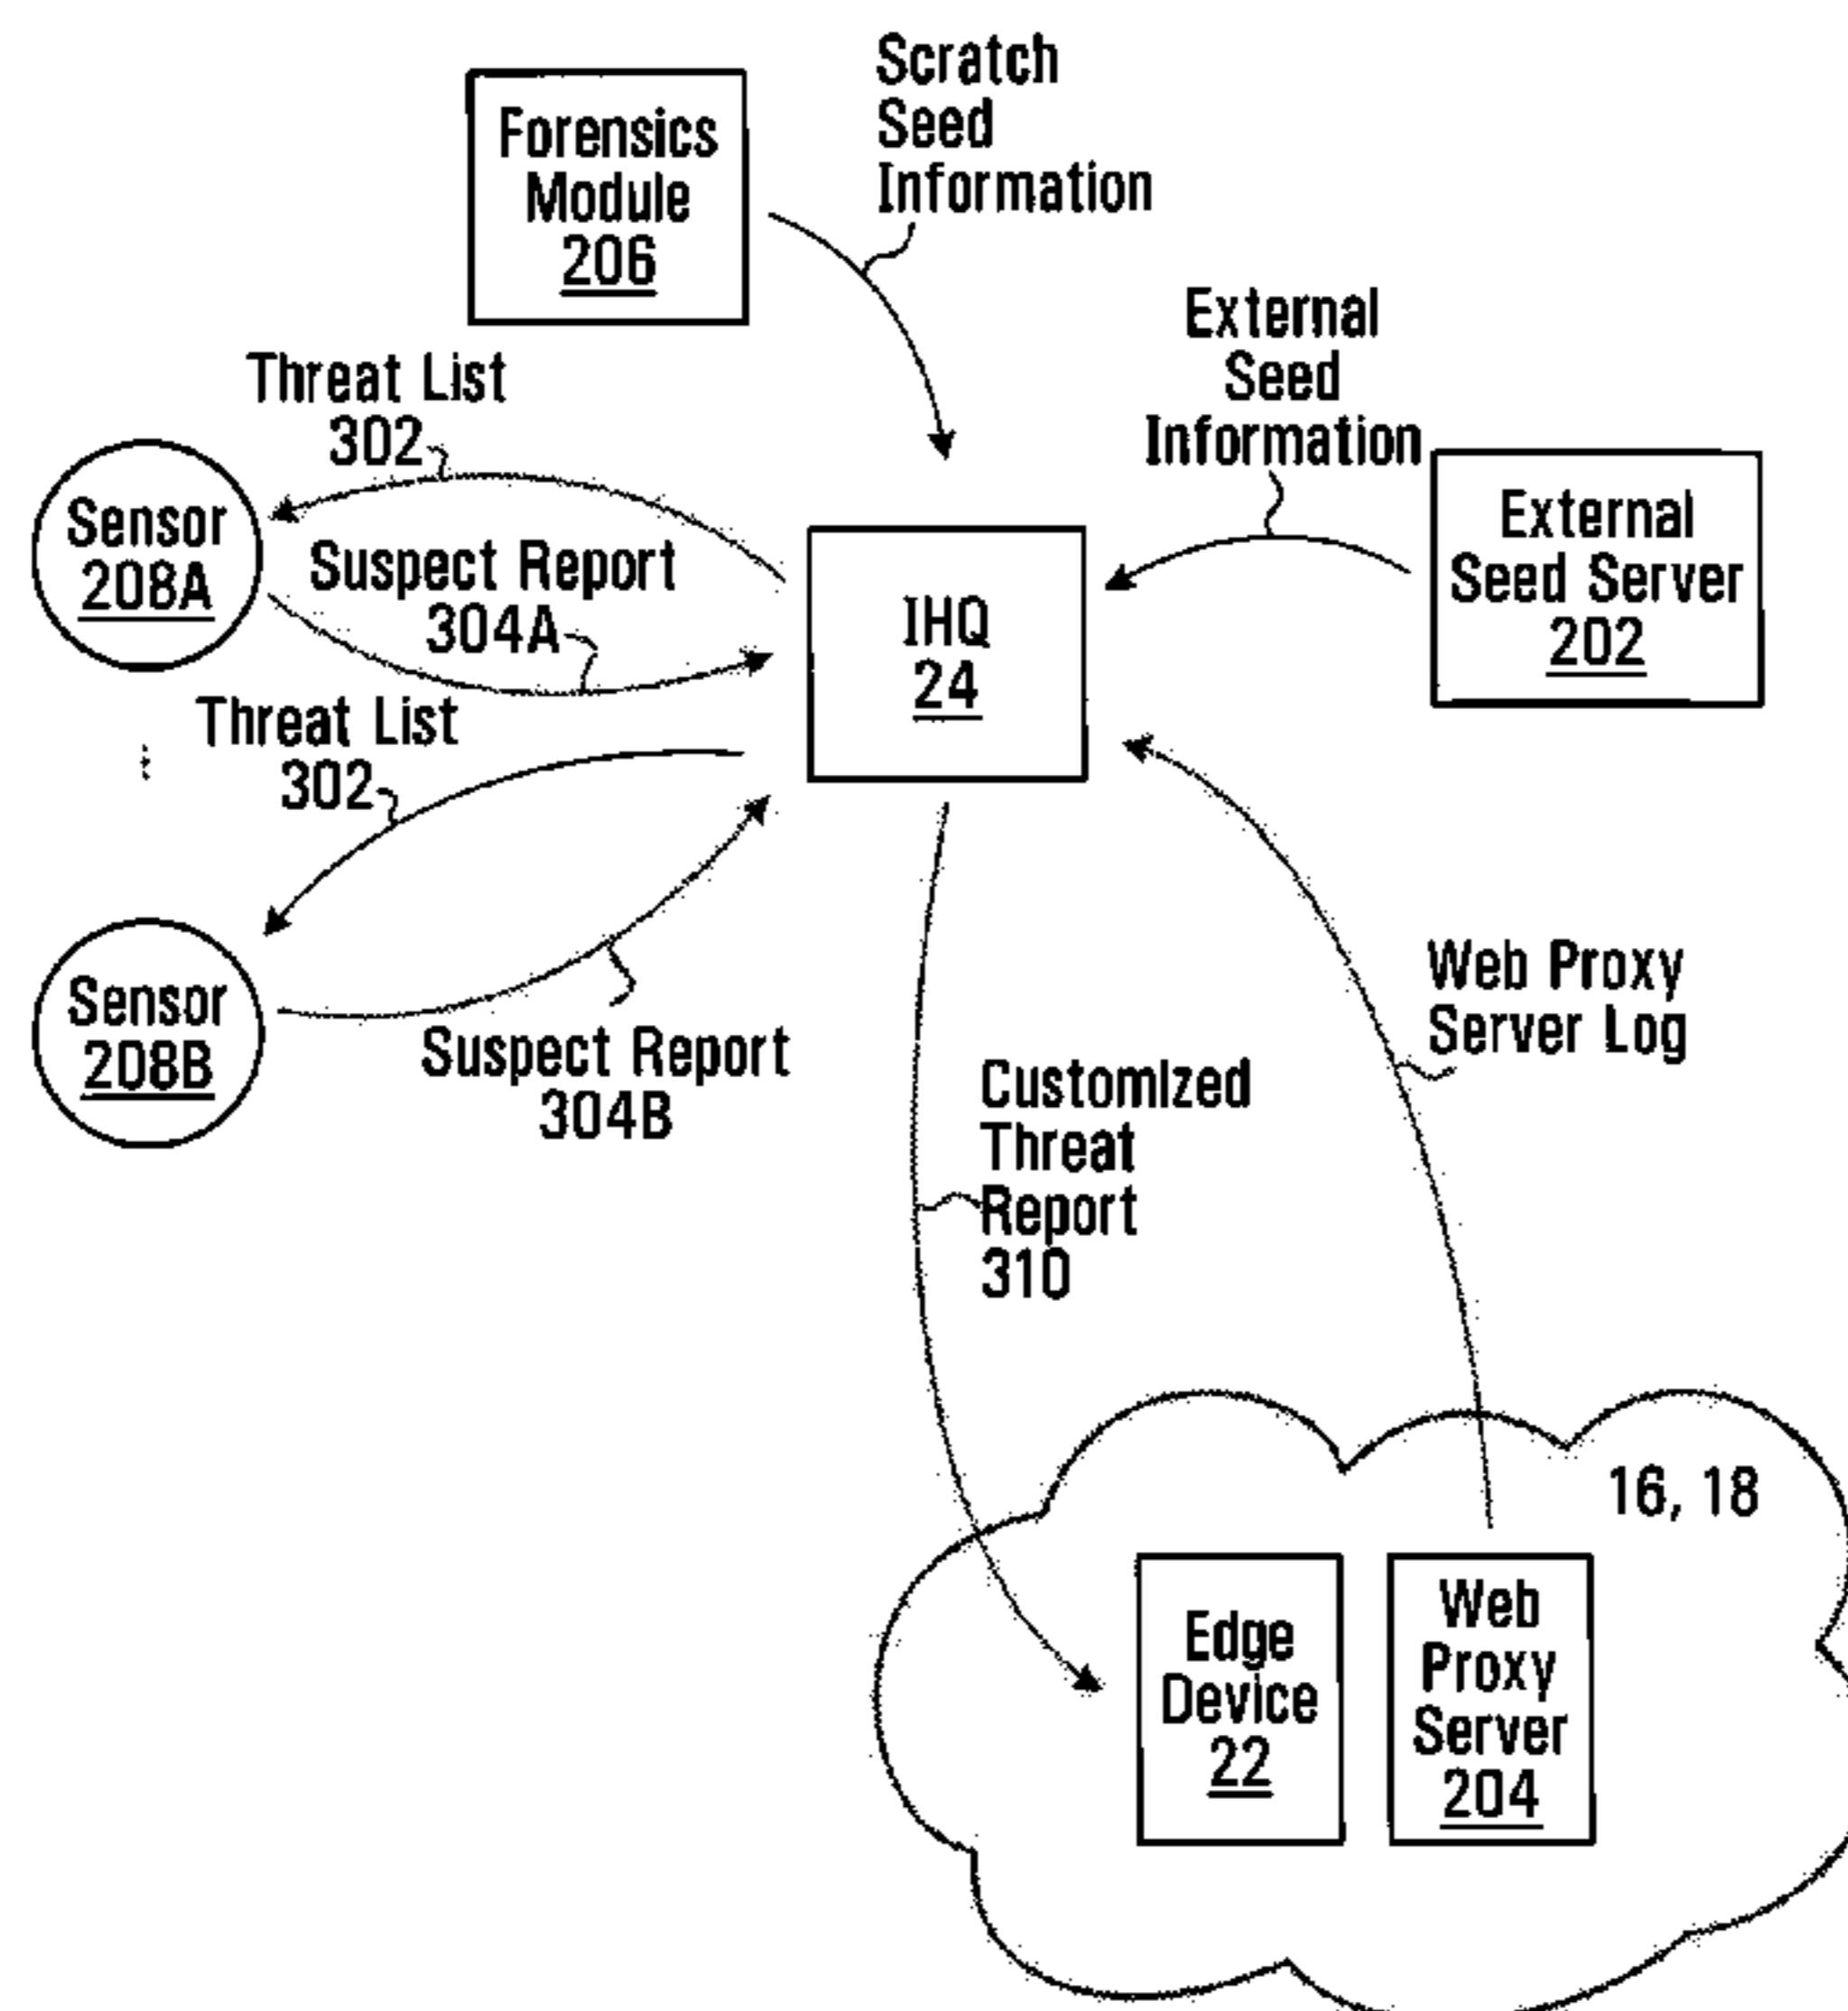 Scratch
Seed
Information
Forensics
Module
206
External
Seed
Information
Threat List
302
External
Seed Server
202
Sensor
208A
Suspect Report
304A
IHQ
24
Threat List
302
Sensor
208B
Suspect Report
304B
Web Proxy
Server Log
Customized
Threat
Report
310
16, 18
Edge
Device
22
Web
Proxy
Server
204